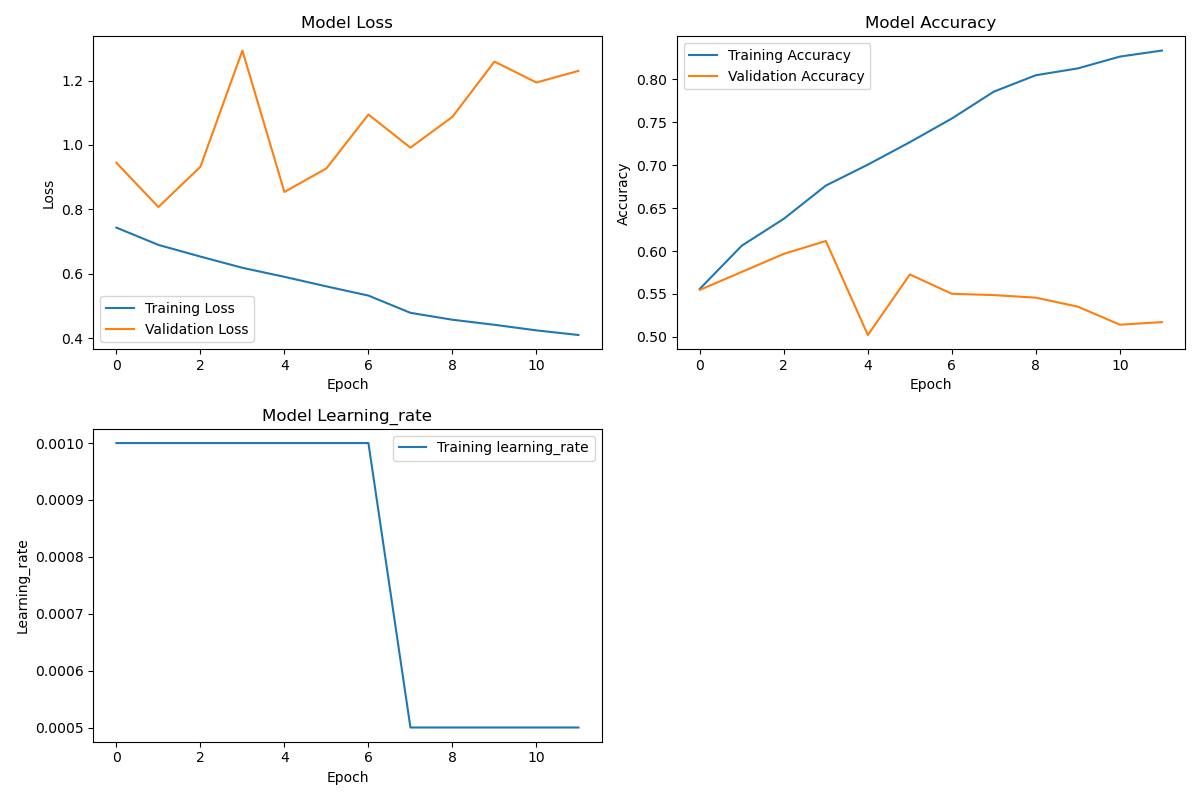 Model Loss
1.2
1.0
0.8
0.6
0.4
Loss
Training Loss
Validation Loss
0 2 4 6 8 10
Epoch
Model Accuracy
Training Accuracy
Validation Accuracy
0.80
0.75
0.70
0.65
0.60
0.55
0.50
Accuracy
0 2 4 6 8 10
Epoch
Model Learning_rate
Training learning_rate
0.0010
0.0009
0.0008
0.0007
0.0006
0.0005
Learning_rate
0 2 4 6 8 10
Epoch